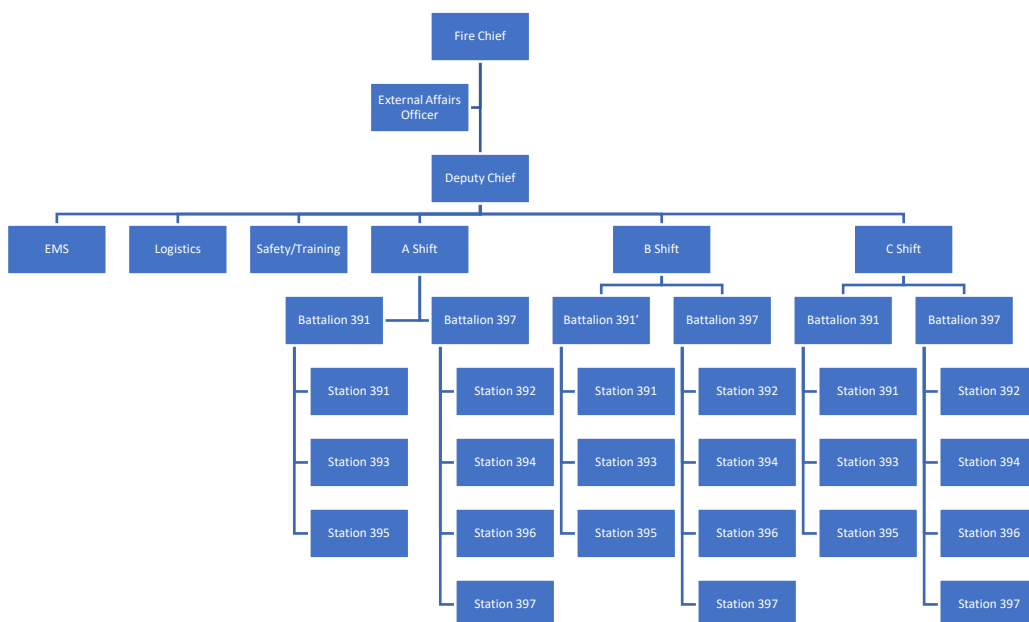 Fire Chief
External Affairs
Officer
Deputy Chief
EMS
Logistics
Safety/Training
A Shift
B Shift
C Shift
Battalion 391
Battalion 397
Battalion 391’
Battalion 397
Battalion 391
Battalion 397
Station 391
Station 392
Station 391
Station 392
Station 391
Station 392
Station 393
Station 394
Station 393
Station 394
Station 393
Station 394
Station 395
Station 396
Station 395
Station 396
Station 395
Station 396
Station 397
Station 397
Station 397